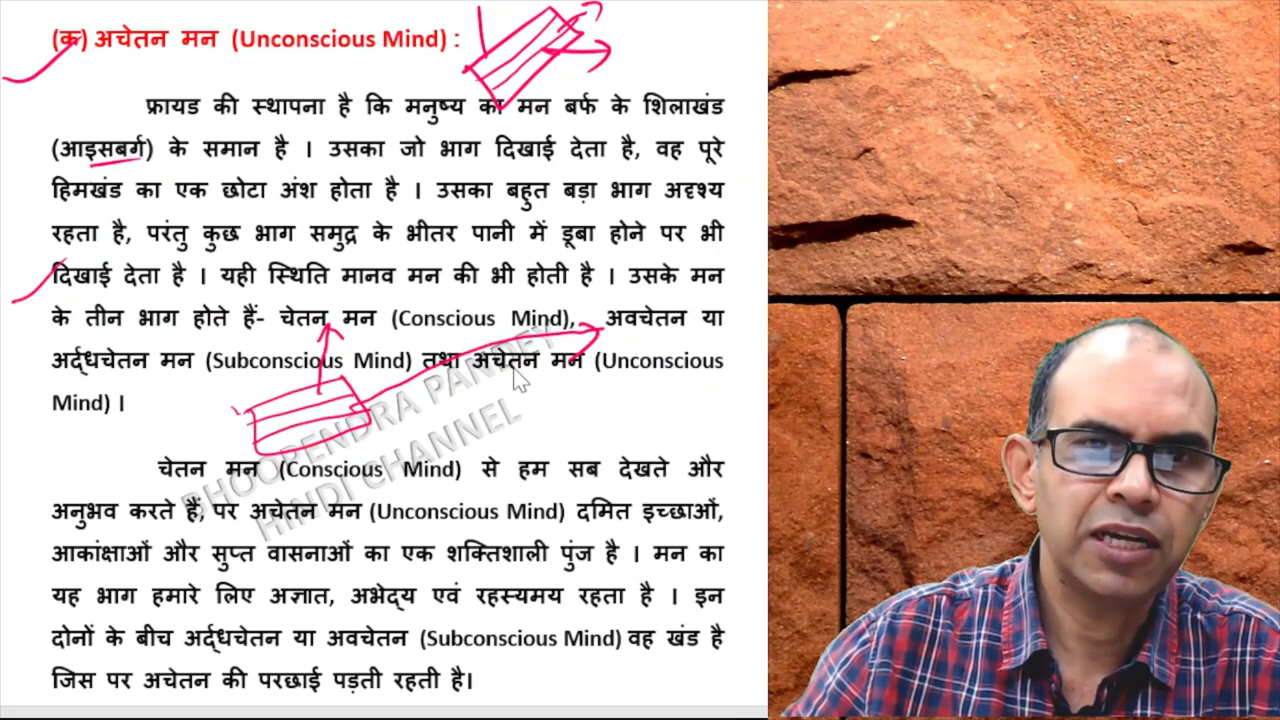 (क) अचेतन मन (Unconscious Mind) :
फ्रायड की स्थापना है कि मनुष्य का मन बर्फ के शिलाखंड
(आइसबर्ग) के समान है । उसका जो भाग दिखाई देता है, वह पूरे
हिमखंड का एक छोटा अंश होता है । उसका बहुत बड़ा भाग अदृश्य
रहता है, परंतु कुछ भाग समुद्र के भीतर पानी में डूबा होने पर भी
दिखाई देता है । यही स्थिति मानव मन की भी होती है । उसके मन
के तीन भाग होते हैं- चेतन मन (Conscious Mind), अवचेतन या
अर्द्धचेतन मन (Subconscious Mind) तथा अचेतन मन (Unconscious
Mind) ।
BHOOPENDRA PANDEY
HINDI CHANNEL
चेतन मन (Conscious Mind) से हम सब देखते और
अनुभव करते हैं, पर अचेतन मन (Unconscious Mind) दमित इच्छाओं,
आकांक्षाओं और सुप्त वासनाओं का एक शक्तिशाली पुंज है । मन का
यह भाग हमारे लिए अज्ञात, अभेद्य एवं रहस्यमय रहता है । इन
दोनों के बीच अर्द्धचेतन या अवचेतन (Subconscious Mind) वह खंड है
जिस पर अचेतन की परछाई पड़ती रहती है।